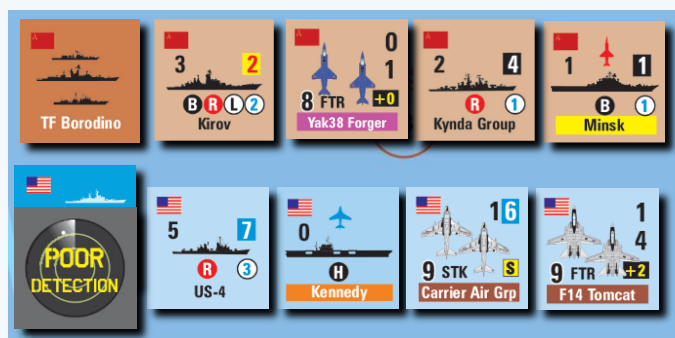 TF Borodino
3 2
B R L 2
Kirov
0
1
8 FTR +0
Yak38 Forger
2 4
R 1
Kynda Group
1 1
B 1
Minsk
POOR
DETECTION
5 7
R 3
US-4
0
H
Kennedy
1 6
9 STK S
Carrier Air Grp
1
4
9 FTR +2
F14 Tomcat